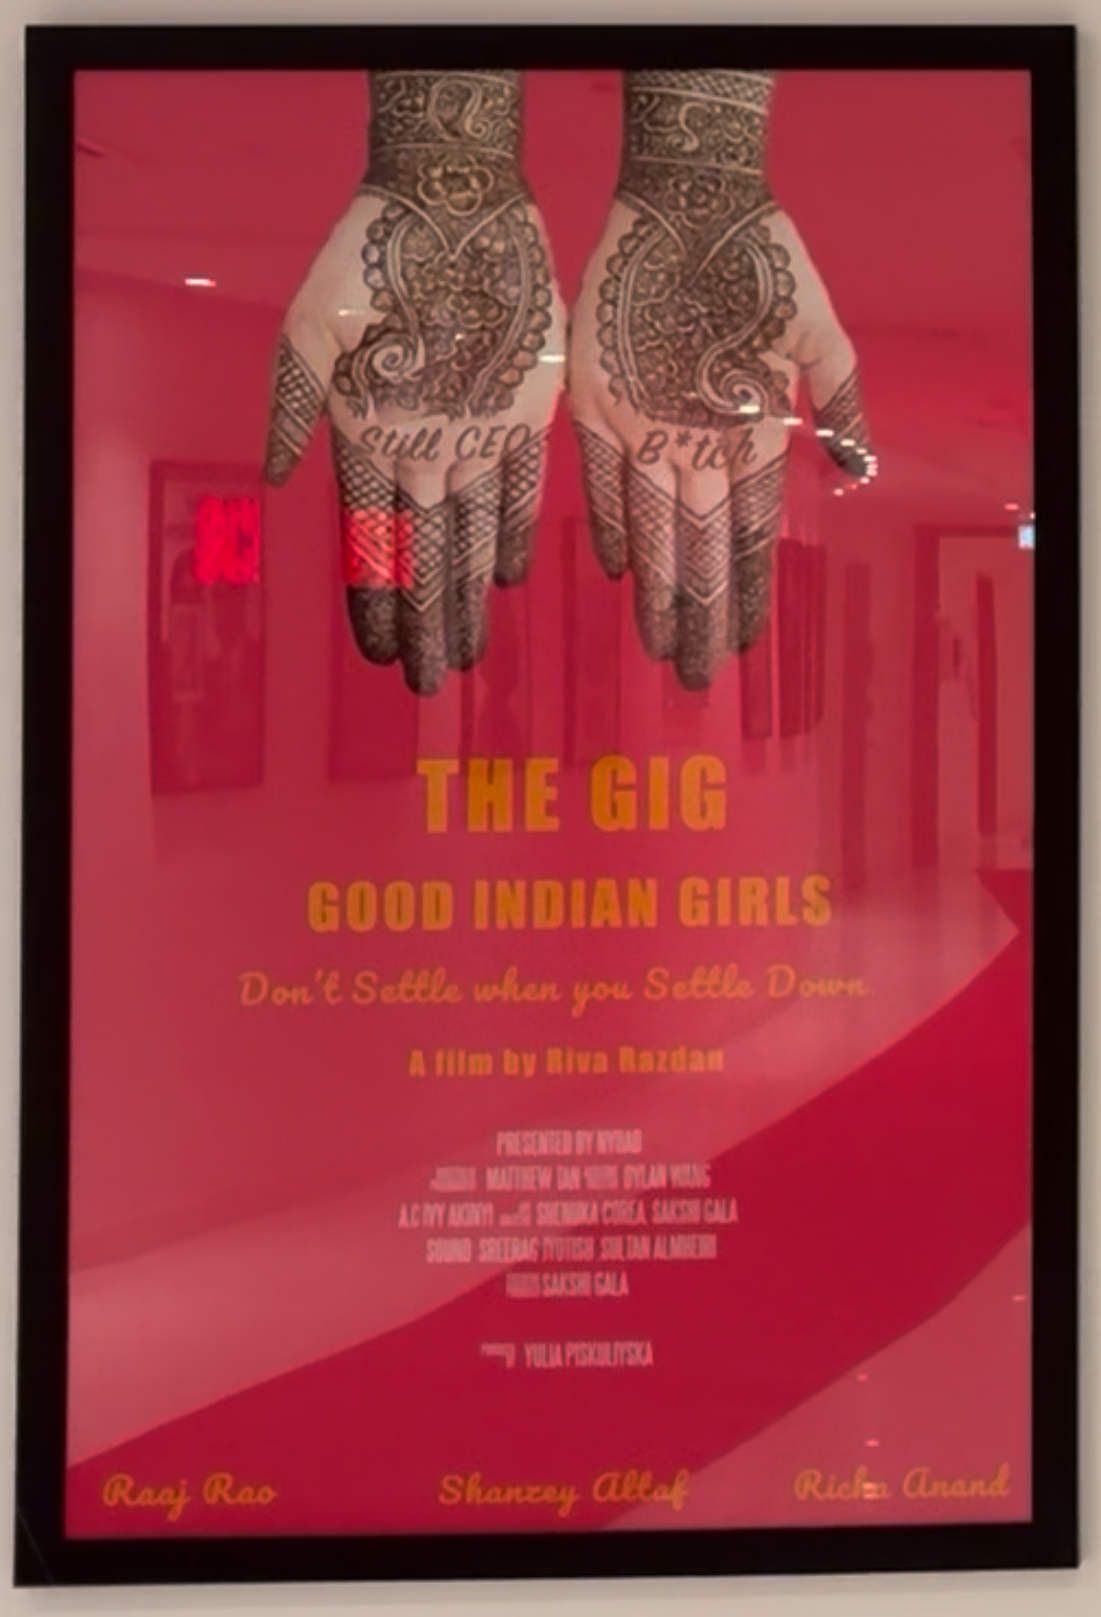 Still CEO B*tch
THE GIG
GOOD INDIAN GIRLS
Don't Settle when you Settle Down
A film by Riva Razdan
PRESENTED BY NYUAD
MATTHEW TAN DYLAN WANG
A.C IVY AKINYI SHENUKA COREA, SAKSHI GALA
SOUND SREERAG JYOTISH SULTAN ALMHEIRI
SAKSHI GALA
YULIA PISKULIYSKA
Raaj Rao Shanzey Altaf Richa Anand